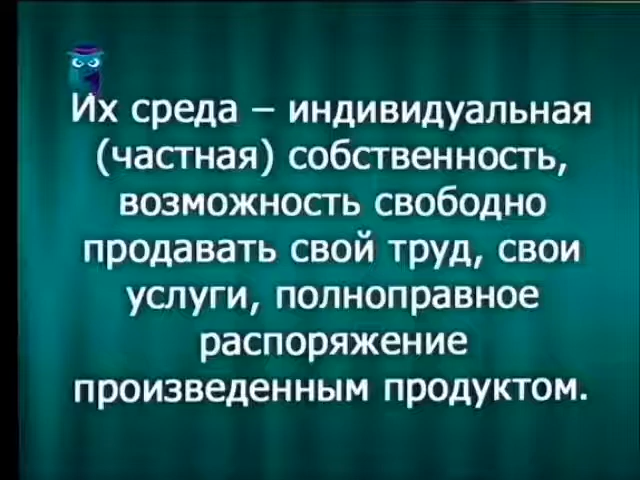 Их среда – индивидуальная
(частная) собственность,
возможность свободно
продавать свой труд, свои
услуги, полноправное
распоряжение
произведенным продуктом.